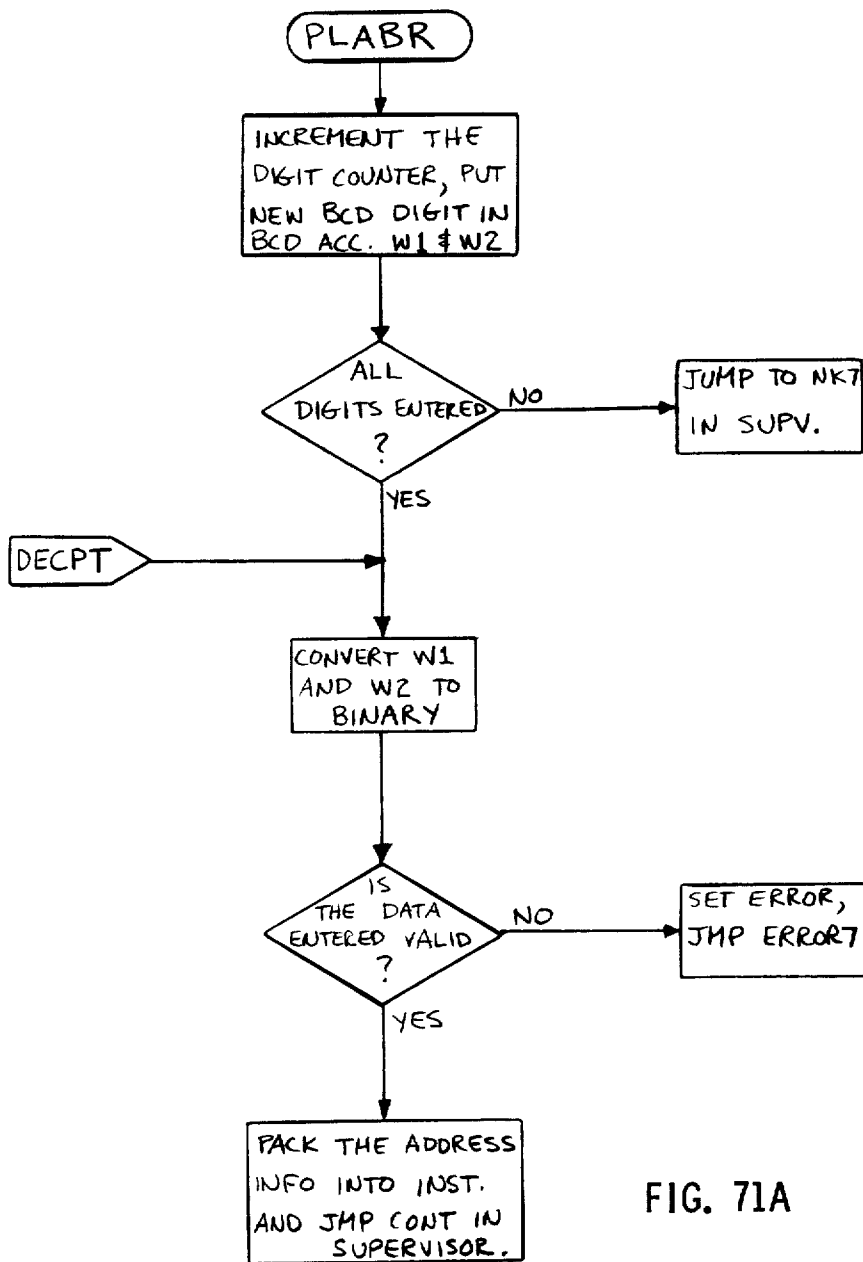 PLABR
INCREMENT THE
DIGIT COUNTER, PUT
NEW BCD DIGIT IN
BCD ACC. W1 & W2
ALL
DIGITS ENTERED
?
NO
JUMP TO NK7
IN SUPV.
YES
DECPT
CONVERT W1
AND W2 TO
BINARY
IS
THE DATA
ENTERED VALID
?
NO
SET ERROR,
JMP ERROR7
YES
PACK THE ADDRESS
INFO INTO INST.
AND JMP CONT IN
SUPERVISOR.
FIG. 71A